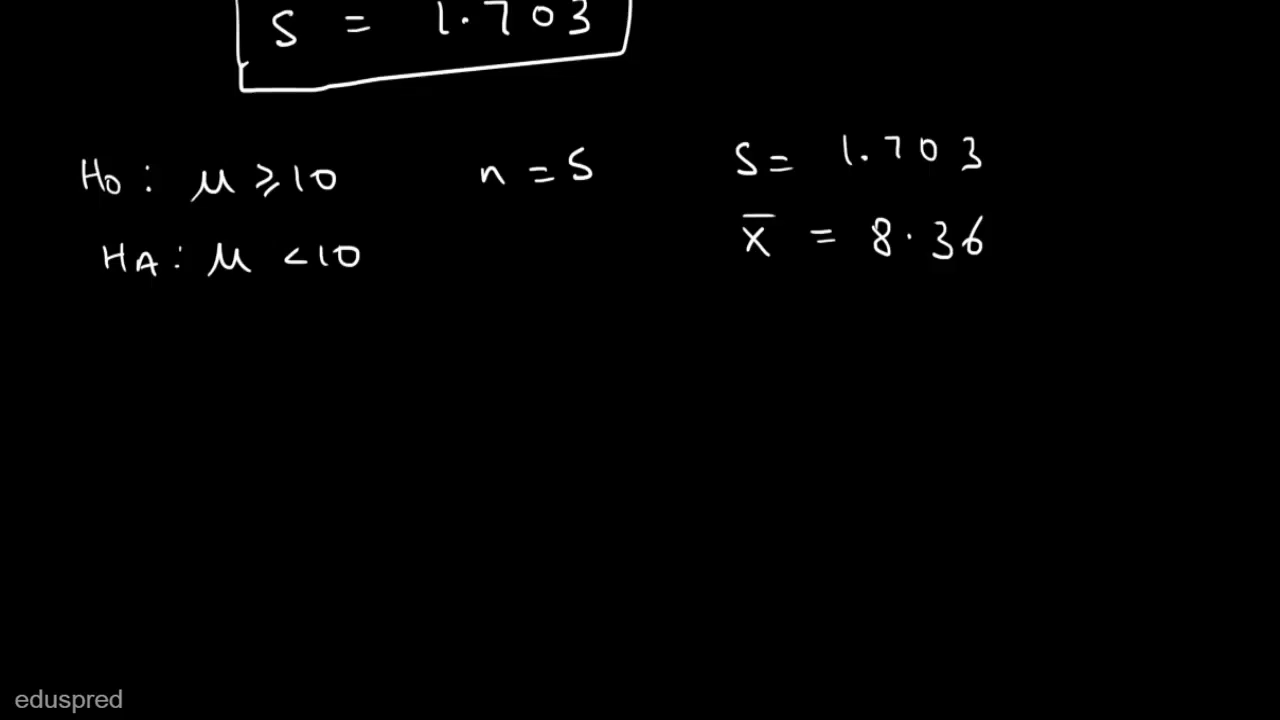 S = 1.703
H0 : μ ⩾ 10 n = 5 S = 1.703
HA : μ < 10 x̄ = 8.36
eduspred